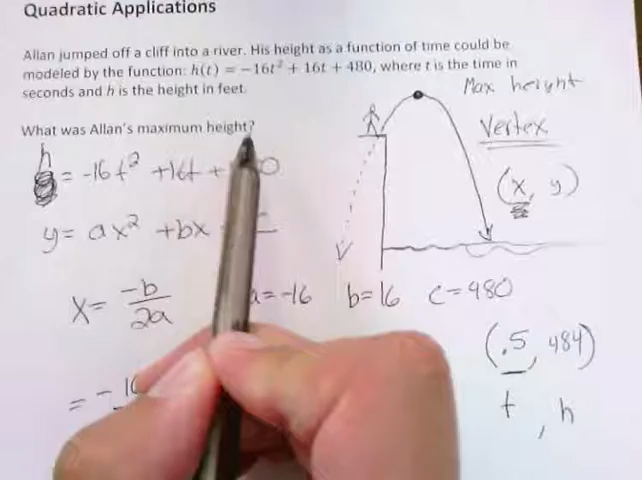 Quadratic Applications
Allan jumped off a cliff into a river. His height as a function of time could be
modeled by the function: h(t) = −16t² + 16t + 480, where t is the time in
seconds and h is the height in feet.
Max height
What was Allan's maximum height?
Vertex
h = -16t² +16t + 0
(x, y)
y = ax² +bx
x = -b/2a
a=-16 b=16 c=480
(.5, 484)
= -
t , h